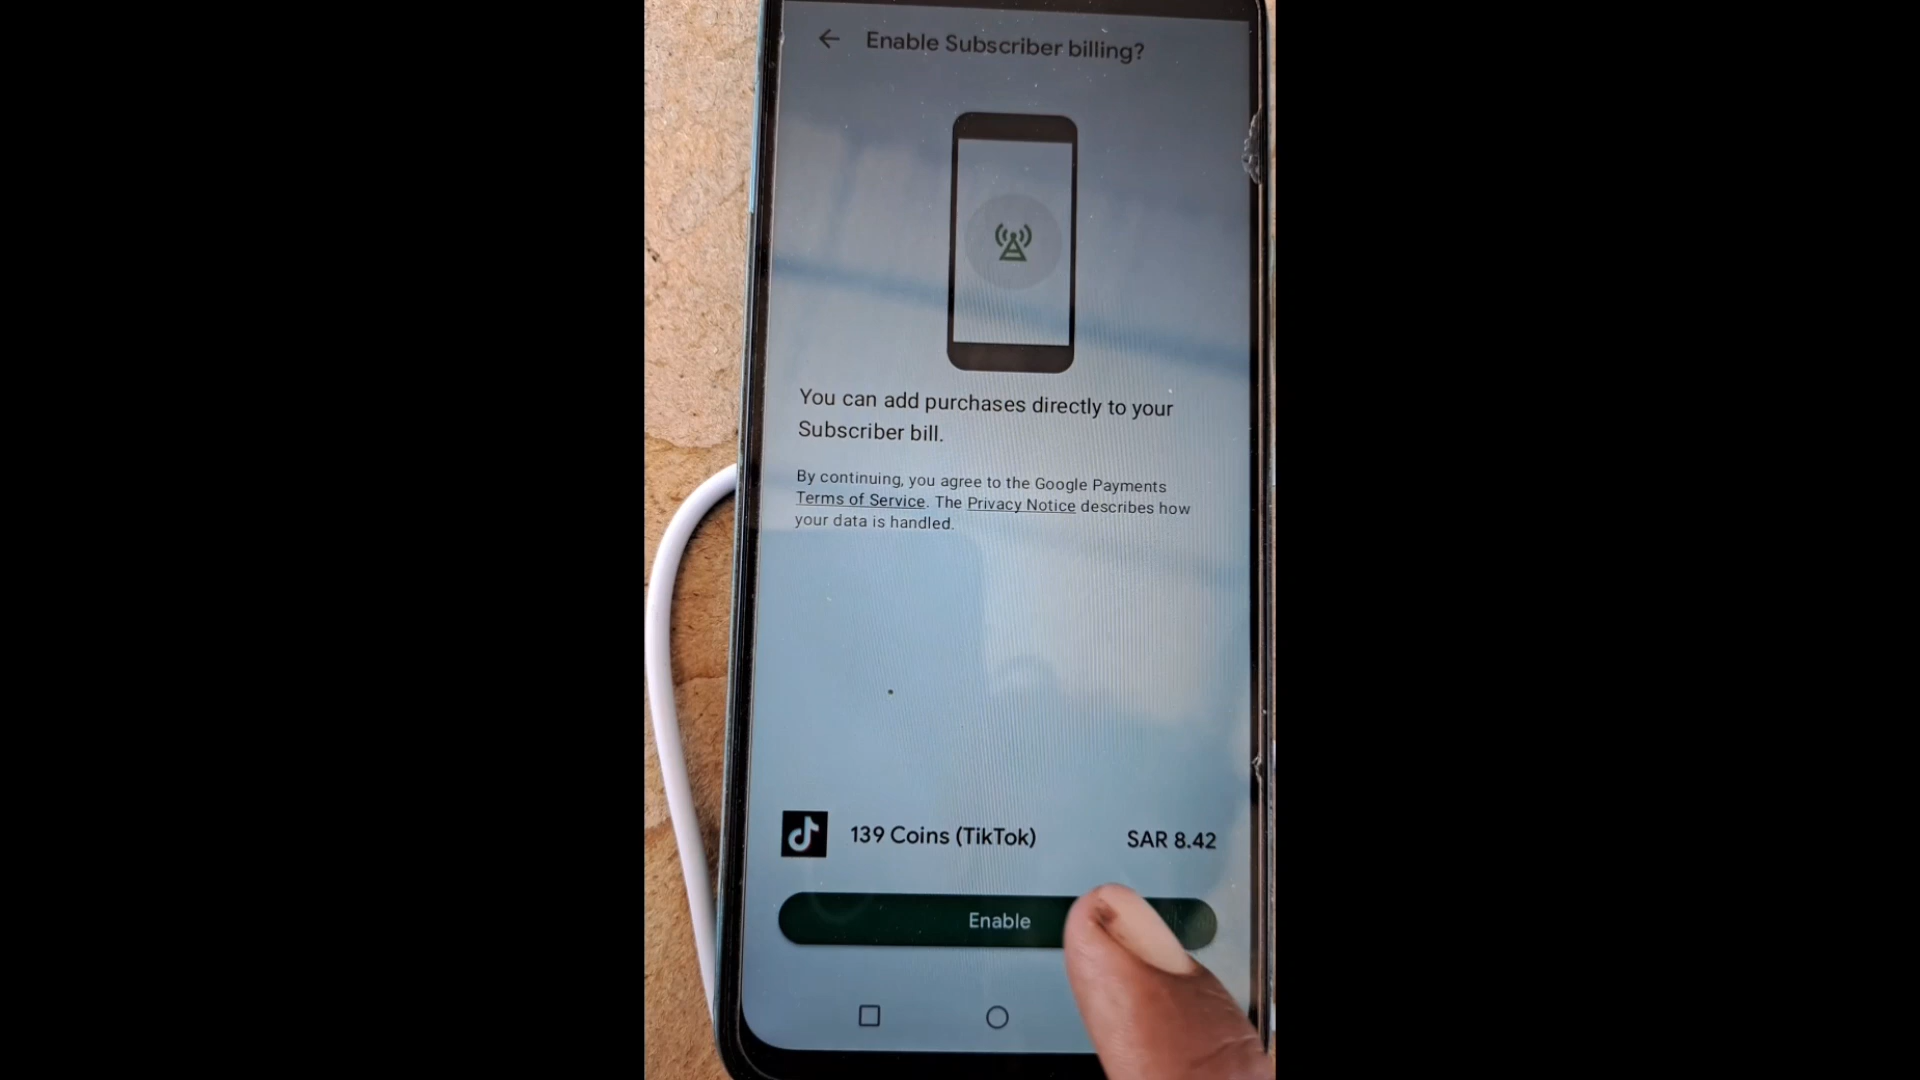 Enable Subscriber billing?
You can add purchases directly to your
Subscriber bill.
By continuing, you agree to the Google Payments
Terms of Service. The Privacy Notice describes how
your data is handled.
139 Coins (TikTok) SAR 8.42
Enable